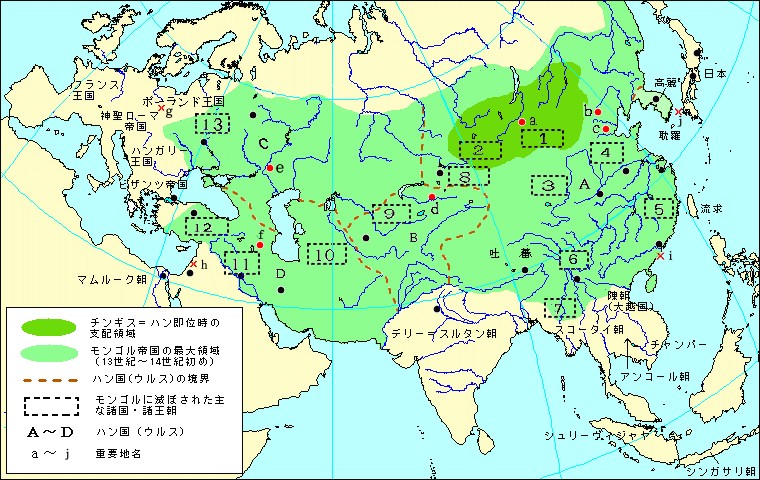 フランス
王国
神聖ローマ
帝国
ポーランド王国
g
ハンガリ
王国
ビザンツ帝国
マムルーク朝
h
13
C
e
12
f
11
D
10
9
B
d
8
2
1
a
b
c
3
A
4
5
6
7
i
j
高麗
日本
耽羅
流求
吐 蕃
デリー=スルタン朝
陳朝
(大越国)
スコータイ朝
チャンパー
アンコール朝
シュリーヴィジャヤ
シンガサリ朝
チンギス=ハン即位時の
支配領域
モンゴル帝国の最大領域
(13世紀~14世紀初め)
ハン国(ウルス)の境界
モンゴルに滅ぼされた主
な諸国・諸王朝
A~D ハン国(ウルス)
a~j 重要地名